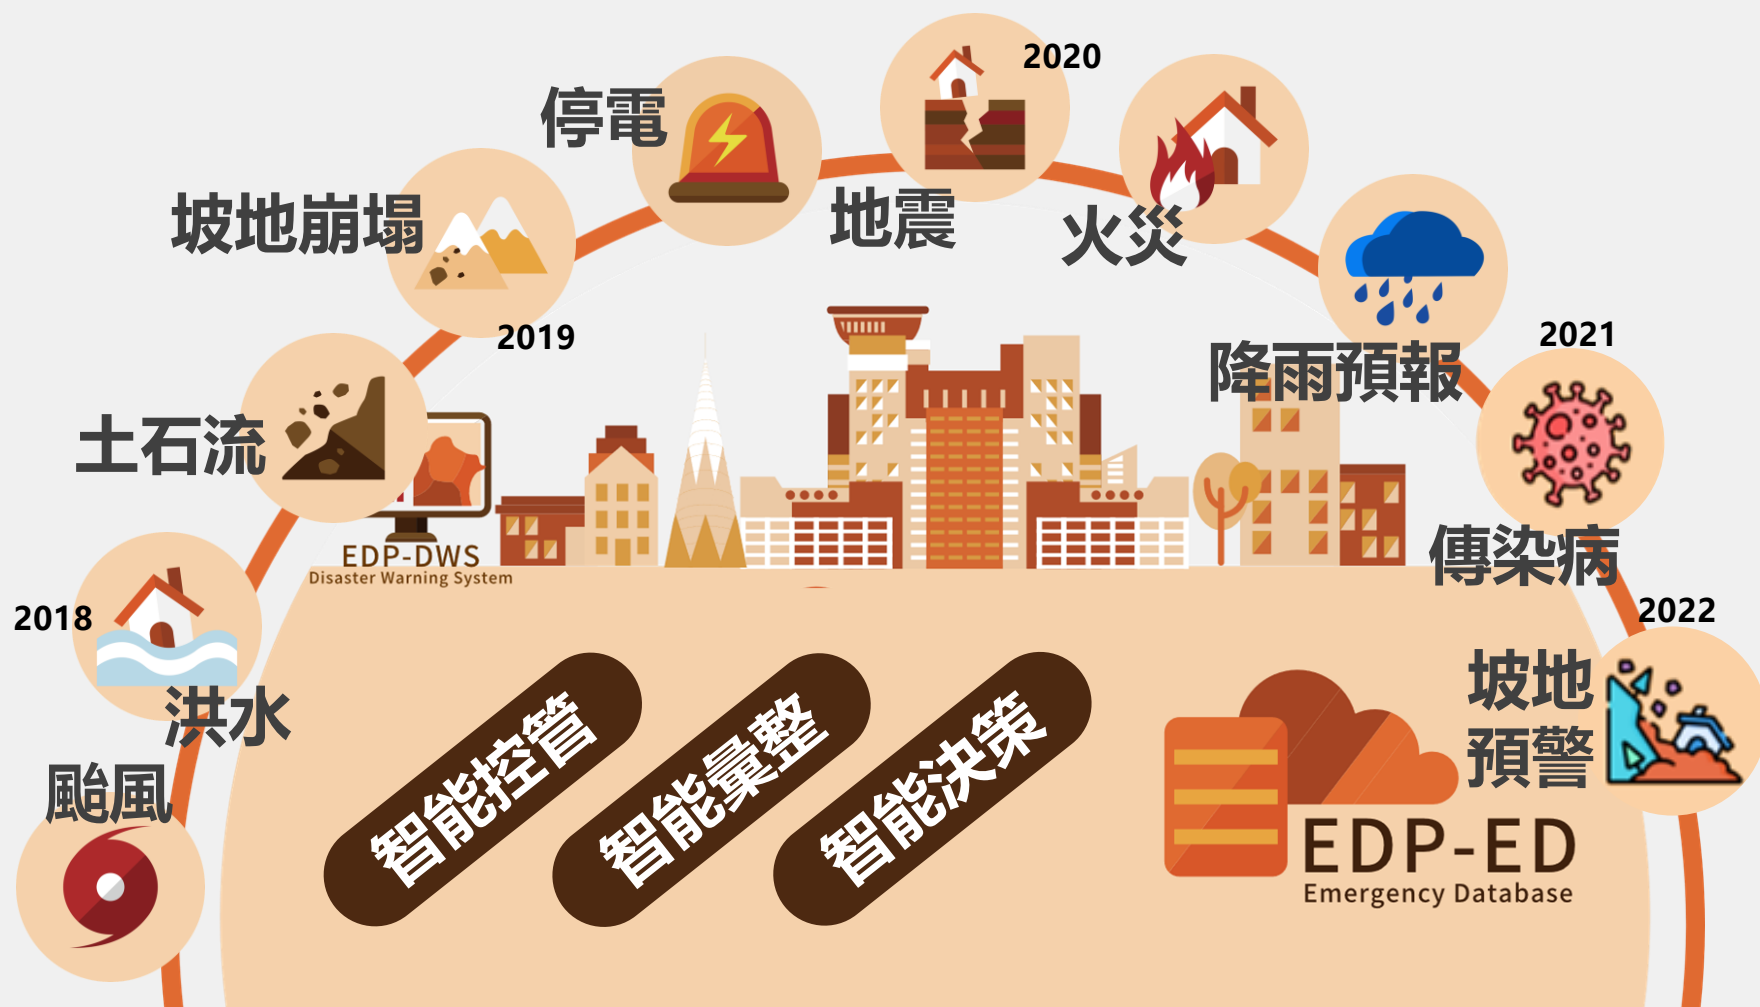 2020
停電
地震
火災
坡地崩塌
2019
降雨預報
2021
土石流
EDP-DWS
Disaster Warning System
傳染病
2018
2022
洪水
颱風
坡地
預警
智能控管
智能彙整
智能決策
EDP-ED
Emergency Database